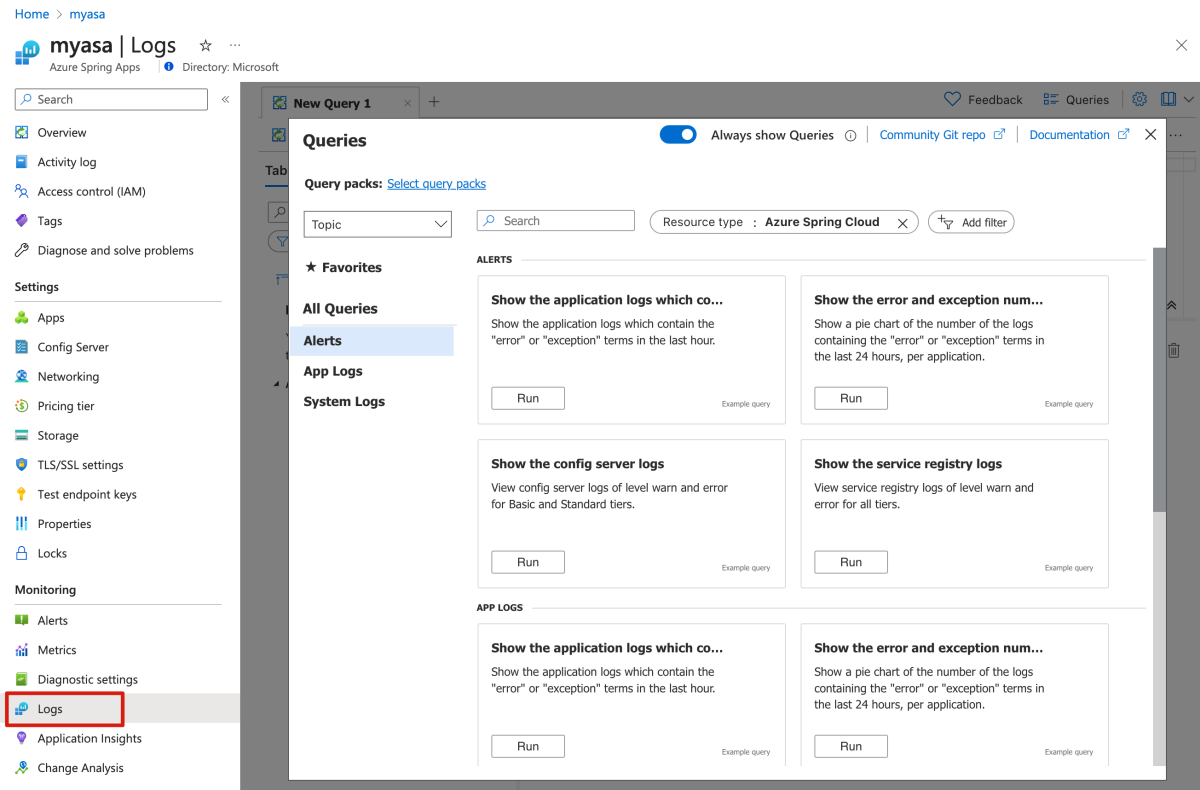 Home > myasa
myasa | Logs
Azure Spring Apps
Directory: Microsoft
Search
Overview
Activity log
Access control (IAM)
Tags
Diagnose and solve problems
Settings
Apps
Config Server
Networking
Pricing tier
Storage
TLS/SSL settings
Test endpoint keys
Properties
Locks
Monitoring
Alerts
Metrics
Diagnostic settings
Logs
Application Insights
Change Analysis
New Query 1
Feedback
Queries
Tab
Queries
Always show Queries
Community Git repo
Documentation
Query packs: Select query packs
Topic
Search
Resource type : Azure Spring Cloud
Add filter
Favorites
All Queries
Alerts
App Logs
System Logs
ALERTS
Show the application logs which co...
Show the application logs which contain the
"error" or "exception" terms in the last hour.
Run
Example query
Show the error and exception num...
Show a pie chart of the number of the logs
containing the "error" or "exception" terms in
the last 24 hours, per application.
Run
Example query
Show the config server logs
View config server logs of level warn and error
for Basic and Standard tiers.
Run
Example query
Show the service registry logs
View service registry logs of level warn and
error for all tiers.
Run
Example query
APP LOGS
Show the application logs which co...
Show the application logs which contain the
"error" or "exception" terms in the last hour.
Run
Example query
Show the error and exception num...
Show a pie chart of the number of the logs
containing the "error" or "exception" terms in
the last 24 hours, per application.
Run
Example query